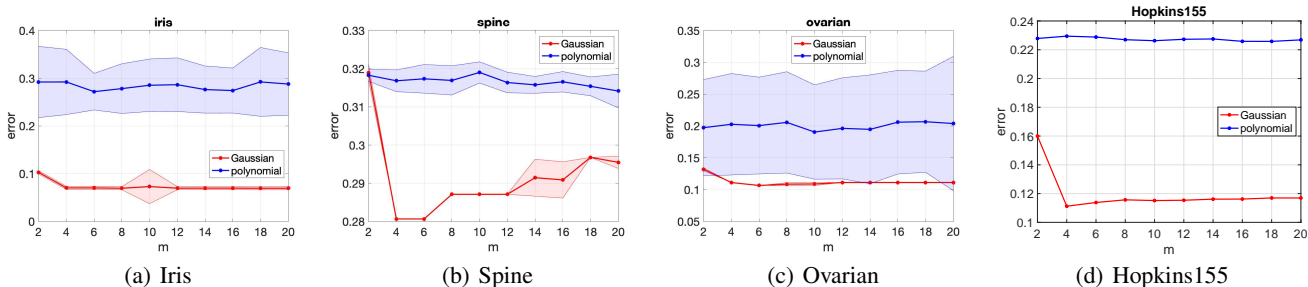 iris
0.4
0.3
0.2
0.1
0
error
Gaussian
polynomial
2 4 6 8 10 12 14 16 18 20
m
(a) Iris
spine
0.33
0.32
0.31
0.3
0.29
0.28
error
Gaussian
polynomial
2 4 6 8 10 12 14 16 18 20
m
(b) Spine
ovarian
0.35
0.3
0.25
0.2
0.15
0.1
0.05
error
Gaussian
polynomial
2 4 6 8 10 12 14 16 18 20
m
(c) Ovarian
Hopkins155
0.24
0.22
0.2
0.18
0.16
0.14
0.12
0.1
error
Gaussian
polynomial
2 4 6 8 10 12 14 16 18 20
m
(d) Hopkins155